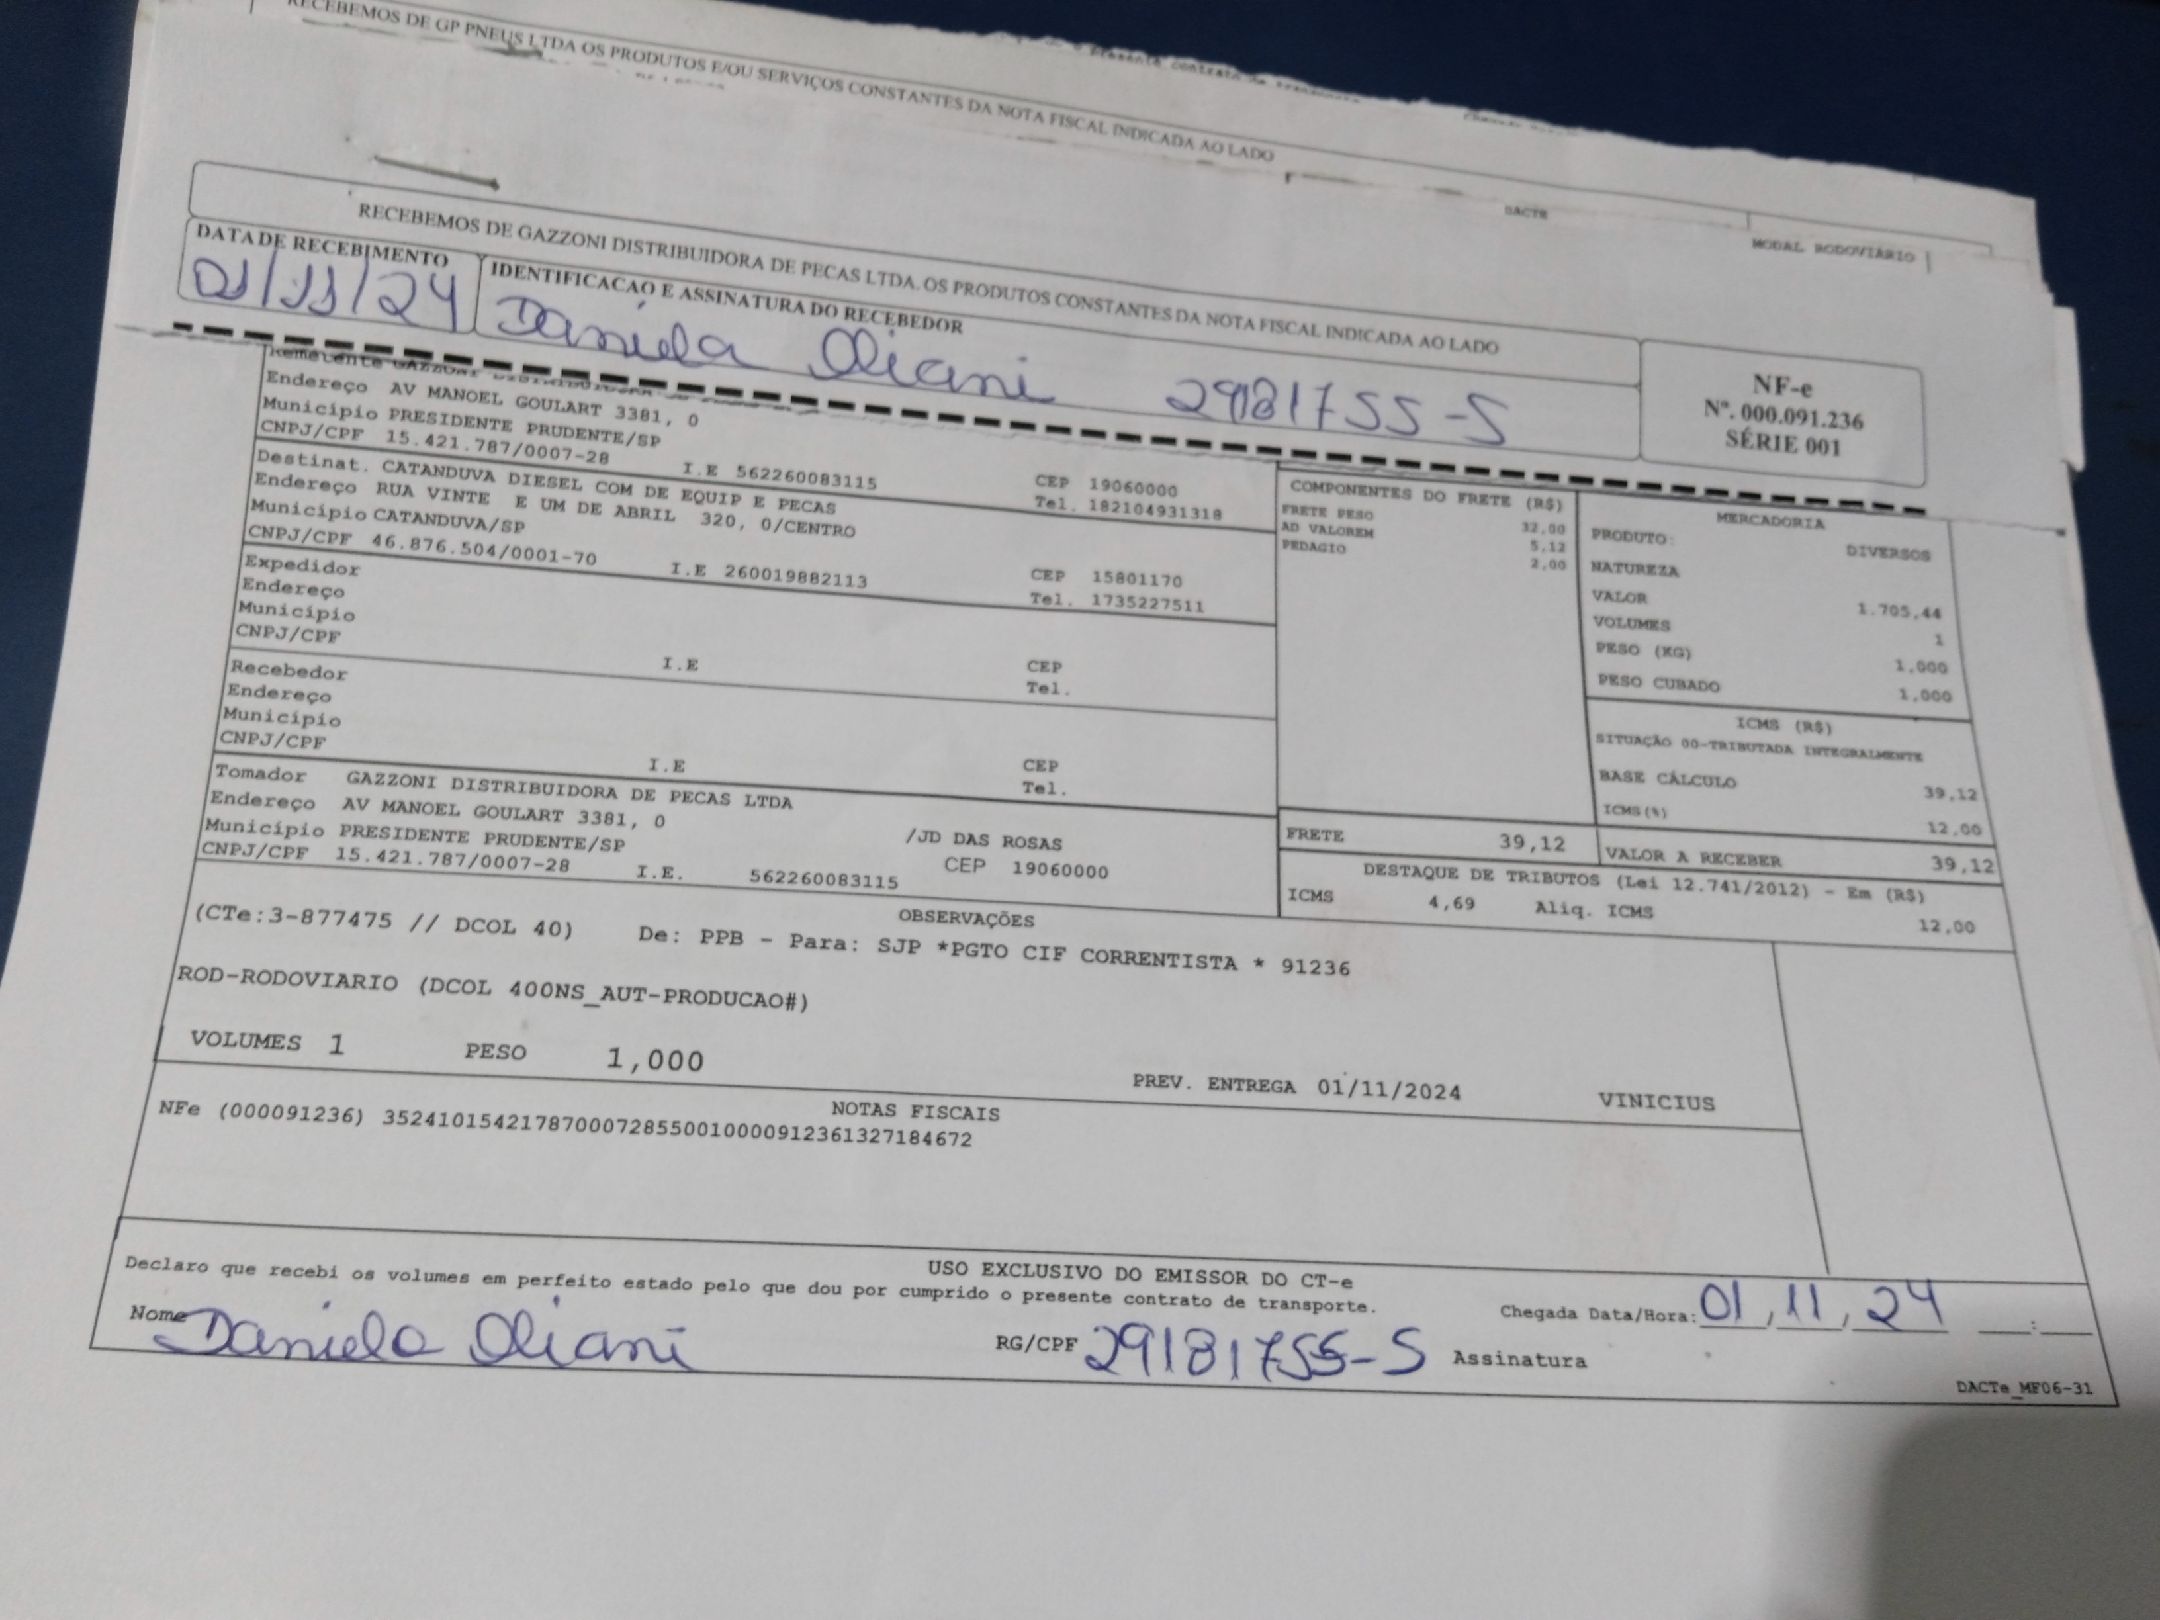 RECEBEMOS DE GP PNEUS LTDA OS PRODUTOS E/OU SERVIÇOS CONSTANTES DA NOTA FISCAL INDICADA AO LADO
DACTE
MODAL RODOVIÁRIO
RECEBEMOS DE GAZZONI DISTRIBUIDORA DE PECAS LTDA. OS PRODUTOS CONSTANTES DA NOTA FISCAL INDICADA AO LADO
DATA DE RECEBIMENTO
01/11/24
IDENTIFICACAO E ASSINATURA DO RECEBEDOR
Daniela Oliani 29181755-5
NF-e
Nº. 000.091.236
SÉRIE 001
Remetente GAZZONI DISTRIBUIDORA
Endereço AV MANOEL GOULART 3381, 0
Município PRESIDENTE PRUDENTE/SP
CNPJ/CPF 15.421.787/0007-28 I.E 562260083115
CEP 19060000
Tel. 182104931318
Destinat. CATANDUVA DIESEL COM DE EQUIP E PECAS
Endereço RUA VINTE E UM DE ABRIL 320, 0/CENTRO
Município CATANDUVA/SP
CNPJ/CPF 46.876.504/0001-70 I.E 260019882113
CEP 15801170
Tel. 1735227511
Expedidor
Endereço
Município
CNPJ/CPF I.E
CEP
Tel.
Recebedor
Endereço
Município
CNPJ/CPF I.E
CEP
Tel.
Tomador GAZZONI DISTRIBUIDORA DE PECAS LTDA
Endereço AV MANOEL GOULART 3381, 0 /JD DAS ROSAS
Município PRESIDENTE PRUDENTE/SP CEP 19060000
CNPJ/CPF 15.421.787/0007-28 I.E. 562260083115
COMPONENTES DO FRETE (R$)
FRETE PESO 32,00
AD VALOREM 5,12
PEDAGIO 2,00
MERCADORIA
PRODUTO: DIVERSOS
NATUREZA
VALOR 1.705,44
VOLUMES 1
PESO (KG) 1,000
PESO CUBADO 1,000
ICMS (R$)
SITUAÇÃO 00-TRIBUTADA INTEGRALMENTE
BASE CÁLCULO 39,12
ICMS(%) 12,00
FRETE 39,12
VALOR A RECEBER 39,12
DESTAQUE DE TRIBUTOS (Lei 12.741/2012) - Em (R$)
ICMS 4,69 Aliq. ICMS 12,00
OBSERVAÇÕES
(CTe:3-877475 // DCOL 40) De: PPB - Para: SJP *PGTO CIF CORRENTISTA * 91236
ROD-RODOVIARIO (DCOL 400NS_AUT-PRODUCAO#)
VOLUMES 1 PESO 1,000
PREV. ENTREGA 01/11/2024 VINICIUS
NOTAS FISCAIS
NFe (000091236) 35241015421787000728550010000912361327184672
USO EXCLUSIVO DO EMISSOR DO CT-e
Declaro que recebi os volumes em perfeito estado pelo que dou por cumprido o presente contrato de transporte.
Chegada Data/Hora: 01, 11, 24 __:__
Nome Daniela Oliani RG/CPF 29181755-5 Assinatura
DACTe_MF06-31